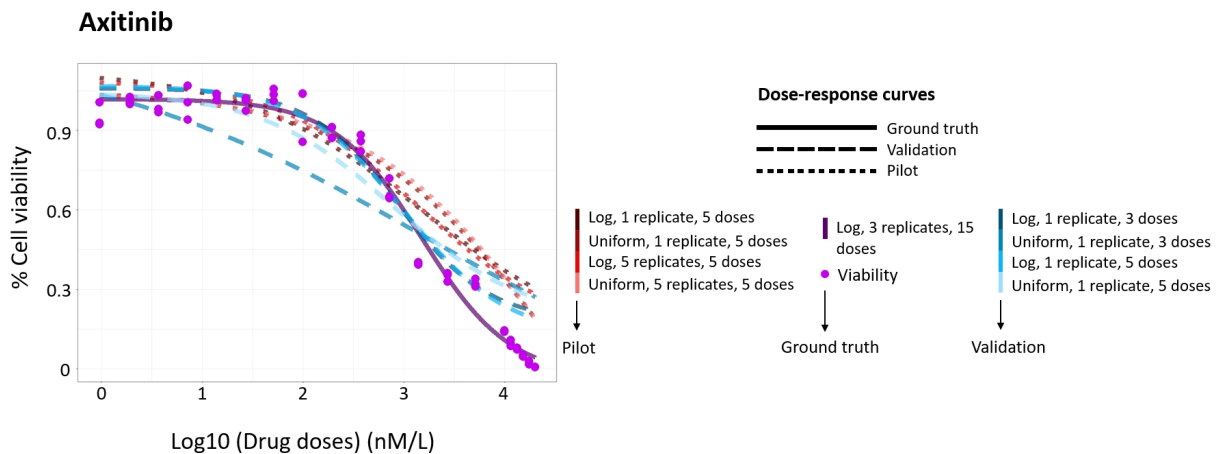 Axitinib
% Cell viability
0.9
0.6
0.3
0
0 1 2 3 4
Log10 (Drug doses) (nM/L)
Dose-response curves
Ground truth
Validation
Pilot
Log, 1 replicate, 5 doses
Uniform, 1 replicate, 5 doses
Log, 5 replicates, 5 doses
Uniform, 5 replicates, 5 doses
Pilot
Log, 3 replicates, 15
doses
Viability
Ground truth
Log, 1 replicate, 3 doses
Uniform, 1 replicate, 3 doses
Log, 1 replicate, 5 doses
Uniform, 1 replicate, 5 doses
Validation